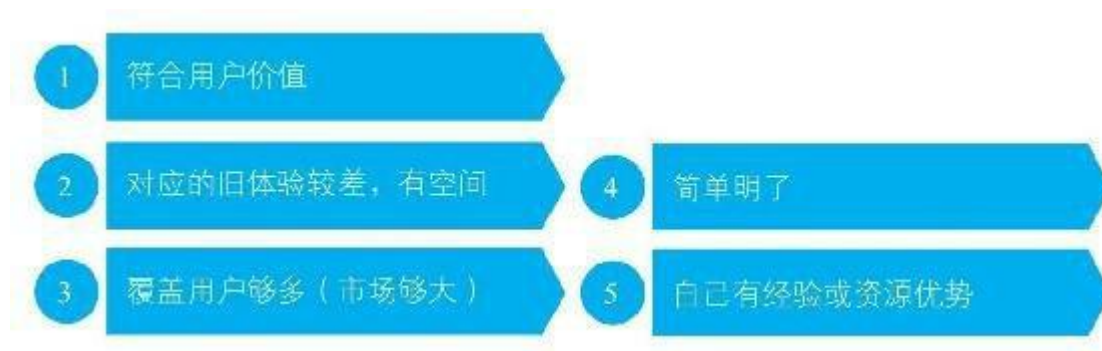 1 符合用户价值
2 对应的旧体验较差，有空间
3 覆盖用户够多（市场够大）
4 简单明了
5 自己有经验或资源优势